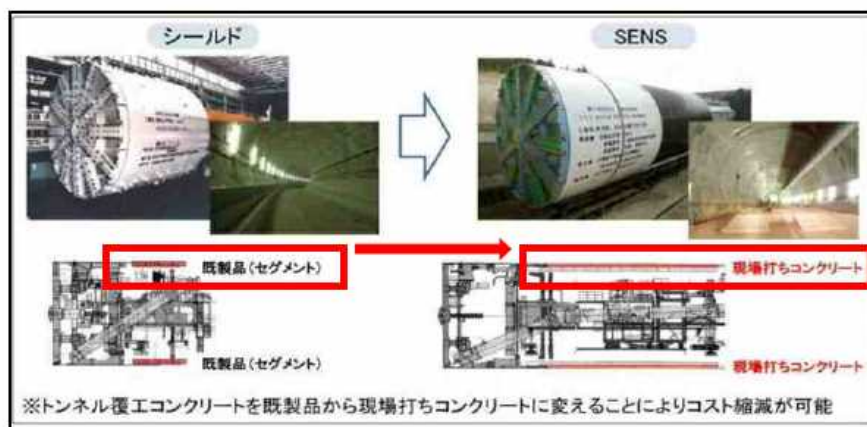 シールド
SENS
既製品(セグメント)
現場打ちコンクリート
既製品(セグメント)
現場打ちコンクリート
※トンネル覆工コンクリートを既製品から現場打ちコンクリートに変えることによりコスト縮減が可能